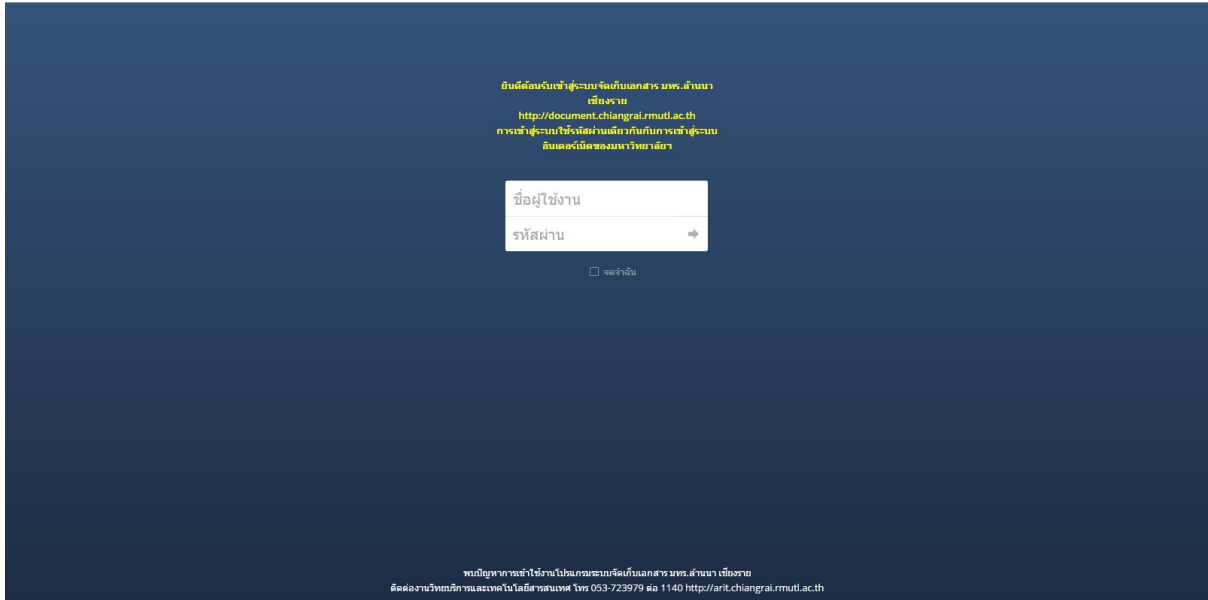 ยินดีต้อนรับเข้าสู่ระบบจัดเก็บเอกสาร มทร.ล้านนา
เชียงราย
http://document.chiangrai.rmutl.ac.th
การเข้าสู่ระบบใช้รหัสผ่านเดียวกันกับการเข้าสู่ระบบ
อินเตอร์เน็ตของมหาวิทยาลัยฯ
ชื่อผู้ใช้งาน
รหัสผ่าน
จดจำฉัน
พบปัญหาการเข้าใช้งานโปรแกรมระบบจัดเก็บเอกสาร มทร.ล้านนา เชียงราย
ติดต่องานวิทยบริการและเทคโนโลยีสารสนเทศ โทร 053-723979 ต่อ 1140 http://arit.chiangrai.rmutl.ac.th